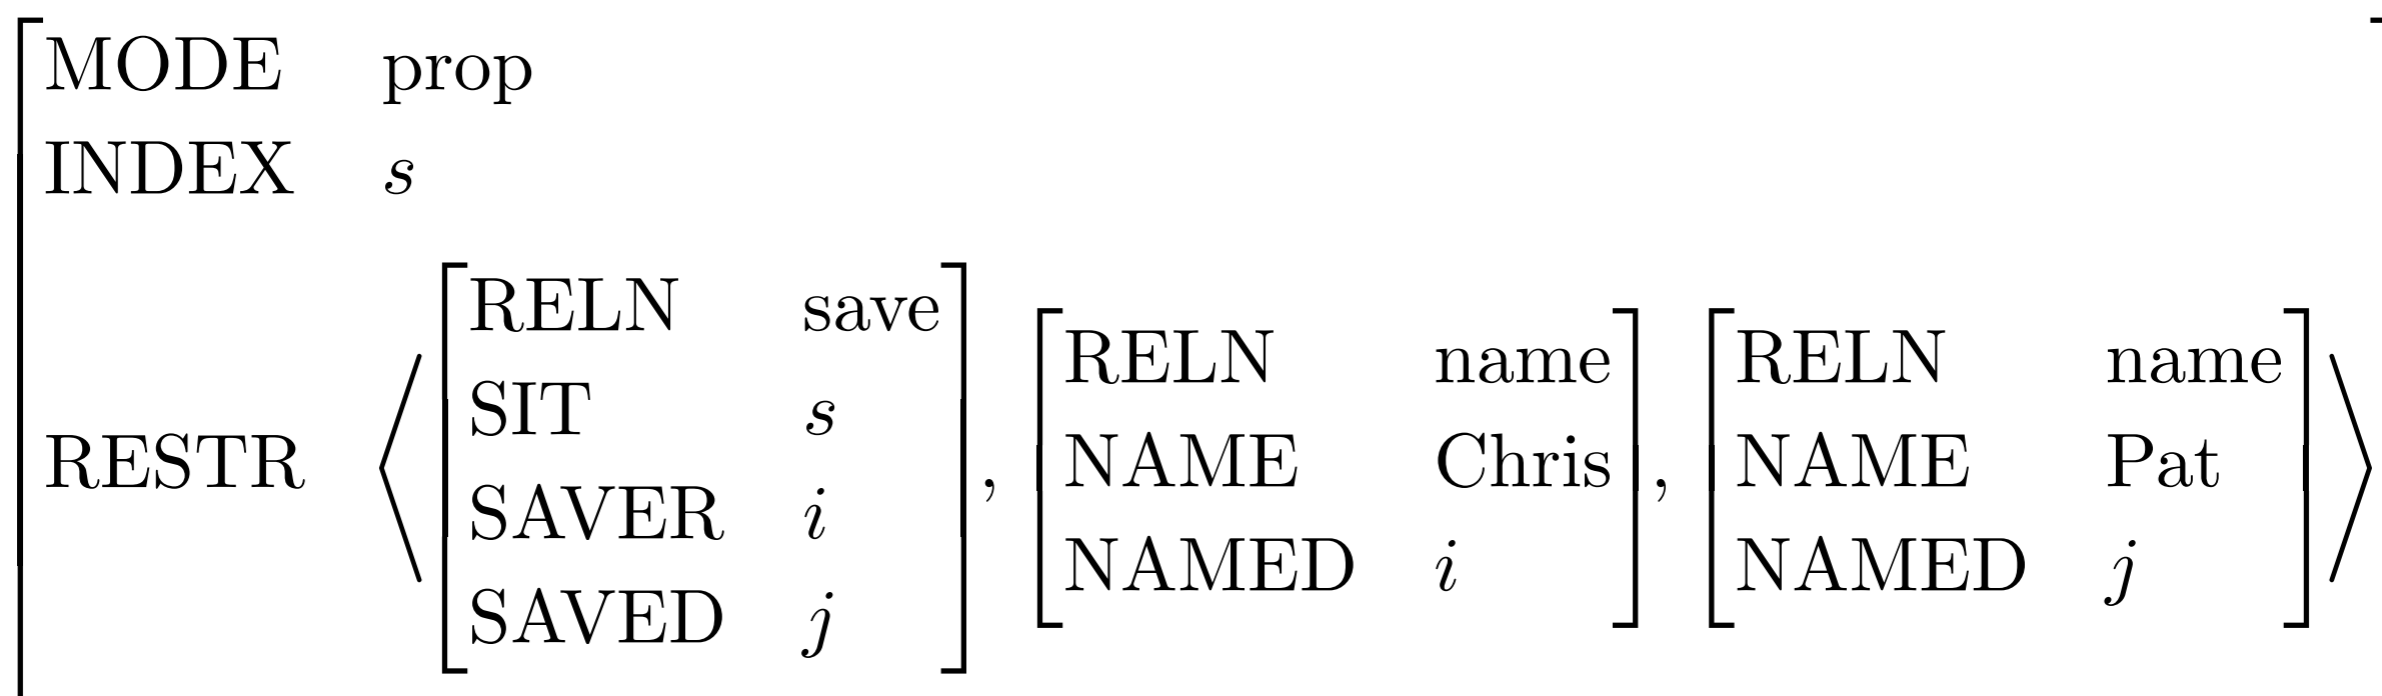 MODE prop
INDEX s
RELN save
SIT s
SAVER i
SAVED j
RESTR ⟨ , , ⟩
RELN name
NAME Chris
NAMED i
RELN name
NAME Pat
NAMED j